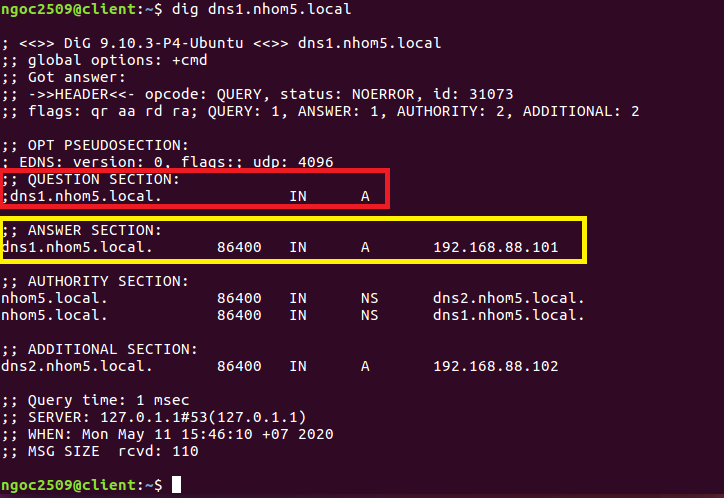 ngoc2509@client:~$ dig dns1.nhom5.local
; <<>> DiG 9.10.3-P4-Ubuntu <<>> dns1.nhom5.local
;; global options: +cmd
;; Got answer:
;; ->>HEADER<<- opcode: QUERY, status: NOERROR, id: 31073
;; flags: qr aa rd ra; QUERY: 1, ANSWER: 1, AUTHORITY: 2, ADDITIONAL: 2
;; OPT PSEUDOSECTION:
; EDNS: version: 0, flags:; udp: 4096
;; QUESTION SECTION:
;dns1.nhom5.local. IN A
;; ANSWER SECTION:
dns1.nhom5.local. 86400 IN A 192.168.88.101
;; AUTHORITY SECTION:
nhom5.local. 86400 IN NS dns2.nhom5.local.
nhom5.local. 86400 IN NS dns1.nhom5.local.
;; ADDITIONAL SECTION:
dns2.nhom5.local. 86400 IN A 192.168.88.102
;; Query time: 1 msec
;; SERVER: 127.0.1.1#53(127.0.1.1)
;; WHEN: Mon May 11 15:46:10 +07 2020
;; MSG SIZE rcvd: 110
ngoc2509@client:~$